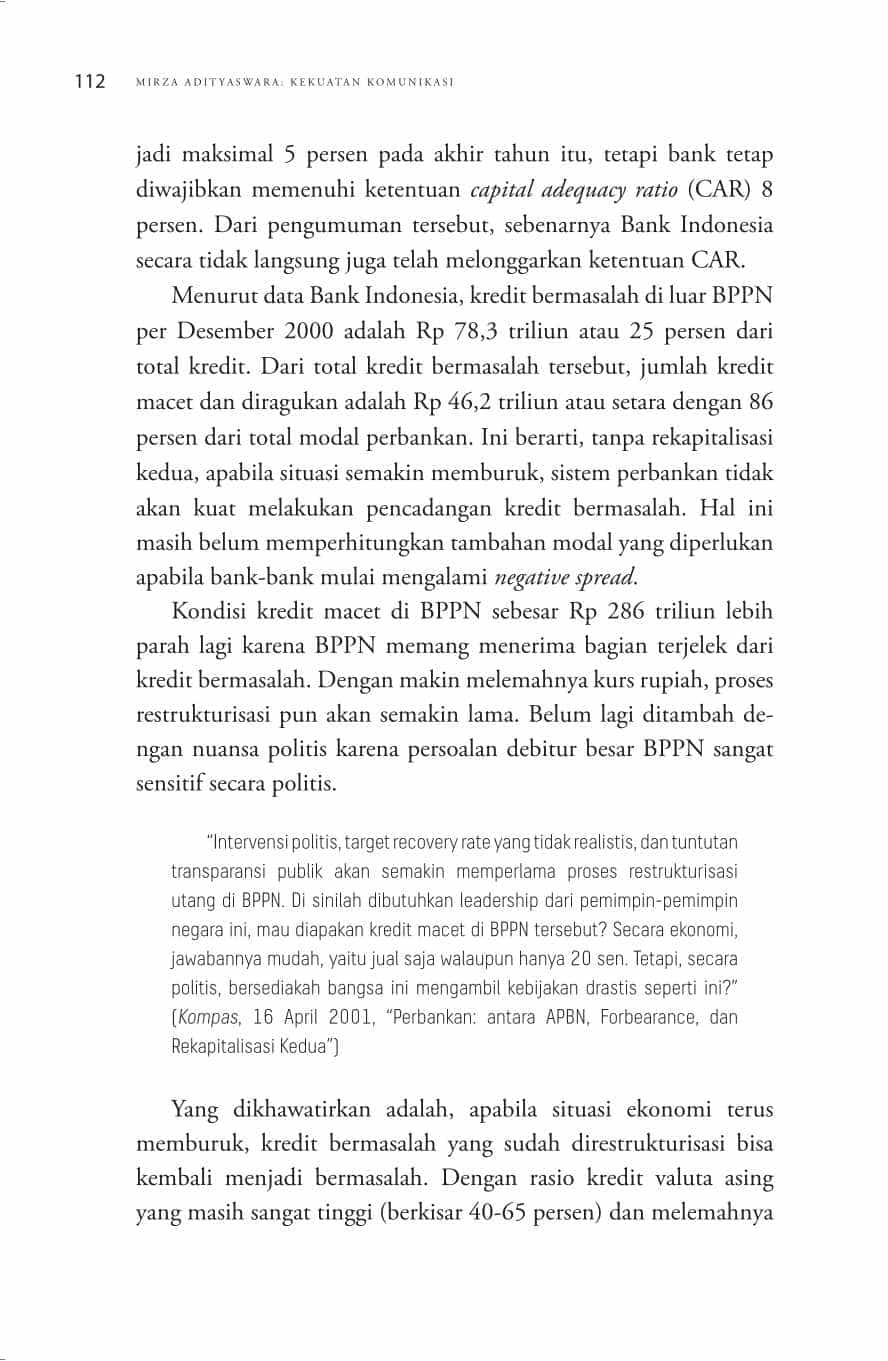 112 MIRZA ADITYASWARA: KEKUATAN KOMUNIKASI
jadi maksimal 5 persen pada akhir tahun itu, tetapi bank tetap
diwajibkan memenuhi ketentuan capital adequacy ratio (CAR) 8
persen. Dari pengumuman tersebut, sebenarnya Bank Indonesia
secara tidak langsung juga telah melonggarkan ketentuan CAR.
Menurut data Bank Indonesia, kredit bermasalah di luar BPPN
per Desember 2000 adalah Rp 78,3 triliun atau 25 persen dari
total kredit. Dari total kredit bermasalah tersebut, jumlah kredit
macet dan diragukan adalah Rp 46,2 triliun atau setara dengan 86
persen dari total modal perbankan. Ini berarti, tanpa rekapitalisasi
kedua, apabila situasi semakin memburuk, sistem perbankan tidak
akan kuat melakukan pencadangan kredit bermasalah. Hal ini
masih belum memperhitungkan tambahan modal yang diperlukan
apabila bank-bank mulai mengalami negative spread.
Kondisi kredit macet di BPPN sebesar Rp 286 triliun lebih
parah lagi karena BPPN memang menerima bagian terjelek dari
kredit bermasalah. Dengan makin melemahnya kurs rupiah, proses
restrukturisasi pun akan semakin lama. Belum lagi ditambah de-
ngan nuansa politis karena persoalan debitur besar BPPN sangat
sensitif secara politis.
“Intervensi politis, target recovery rate yang tidak realistis, dan tuntutan
transparansi publik akan semakin memperlama proses restrukturisasi
utang di BPPN. Di sinilah dibutuhkan leadership dari pemimpin-pemimpin
negara ini, mau diapakan kredit macet di BPPN tersebut? Secara ekonomi,
jawabannya mudah, yaitu jual saja walaupun hanya 20 sen. Tetapi, secara
politis, bersediakah bangsa ini mengambil kebijakan drastis seperti ini?”
(Kompas, 16 April 2001, “Perbankan: antara APBN, Forbearance, dan
Rekapitalisasi Kedua”)
Yang dikhawatirkan adalah, apabila situasi ekonomi terus
memburuk, kredit bermasalah yang sudah direstrukturisasi bisa
kembali menjadi bermasalah. Dengan rasio kredit valuta asing
yang masih sangat tinggi (berkisar 40-65 persen) dan melemahnya